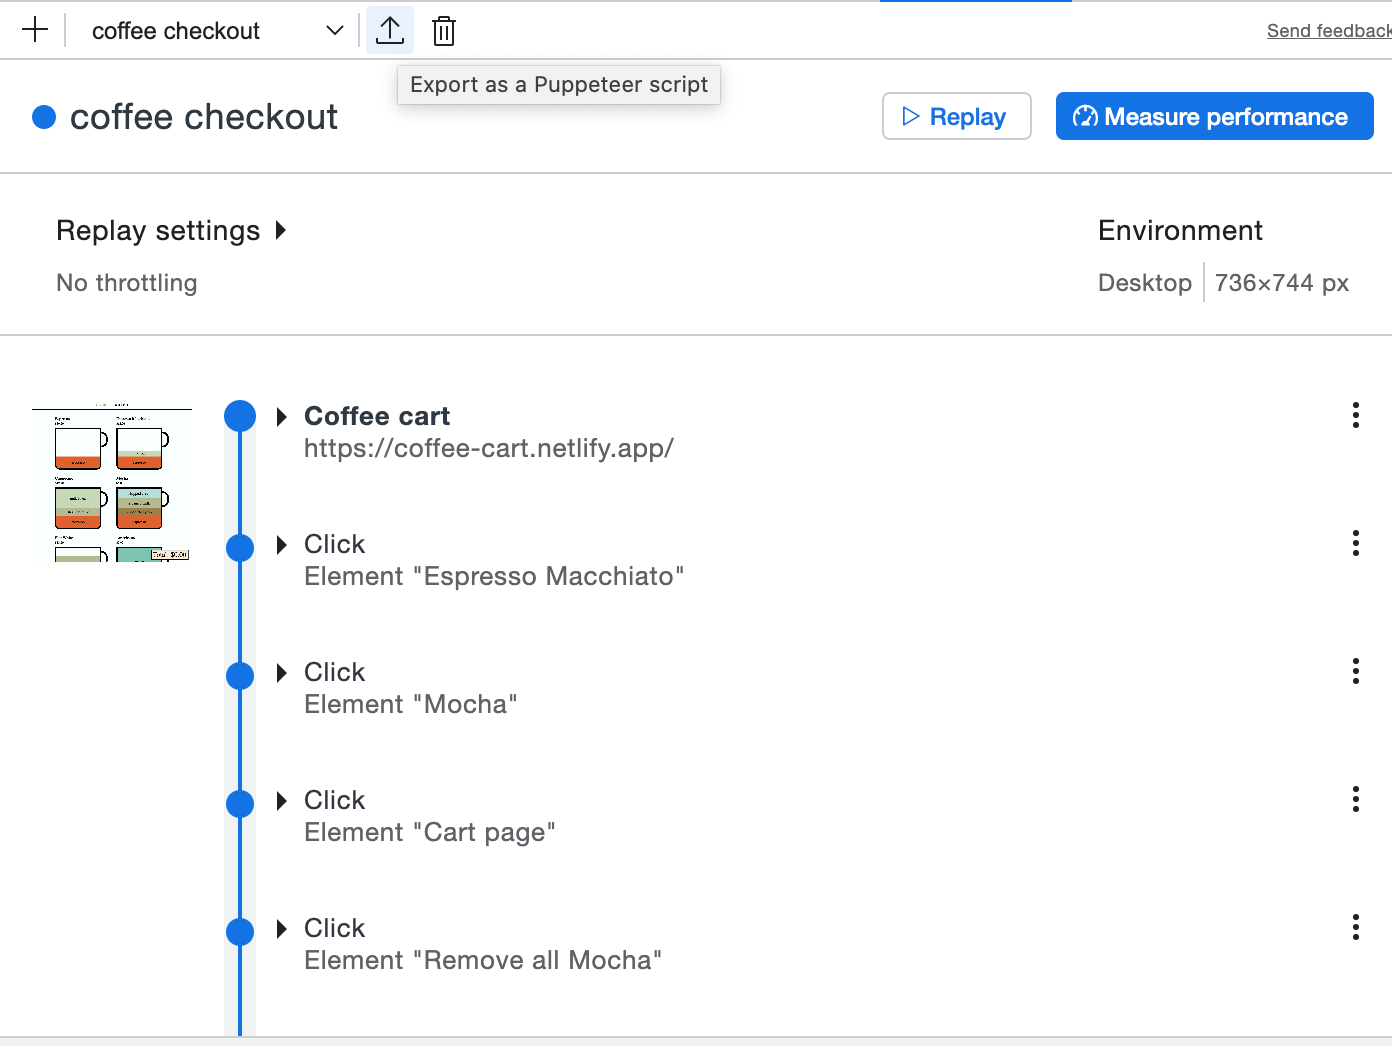 coffee checkout
Send feedback
Export as a Puppeteer script
coffee checkout
Replay
Measure performance
Replay settings
Environment
No throttling
Desktop
736×744 px
Coffee cart
https://coffee-cart.netlify.app/
Click
Element "Espresso Macchiato"
Click
Element "Mocha"
Click
Element "Cart page"
Click
Element "Remove all Mocha"